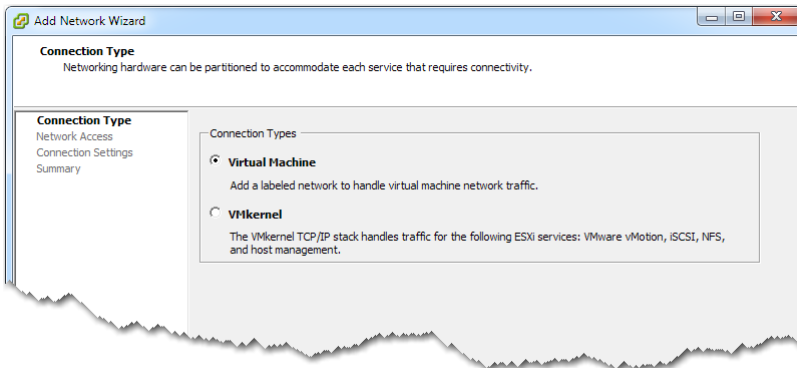 Add Network Wizard
Connection Type
Networking hardware can be partitioned to accommodate each service that requires connectivity.
Connection Type
Network Access
Connection Settings
Summary
Connection Types
Virtual Machine
Add a labeled network to handle virtual machine network traffic.
VMkernel
The VMkernel TCP/IP stack handles traffic for the following ESXi services: VMware vMotion, iSCSI, NFS,
and host management.